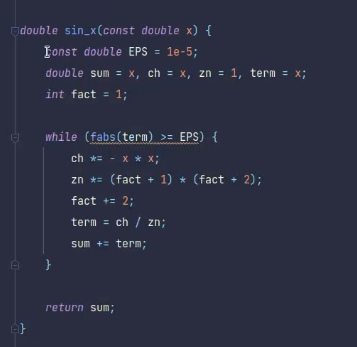 double sin_x(const double x) {
const double EPS = 1e-5;
double sum = x, ch = x, zn = 1, term = x;
int fact = 1;
while (fabs(term) >= EPS) {
ch *= - x * x;
zn *= (fact + 1) * (fact + 2);
fact += 2;
term = ch / zn;
sum += term;
}
return sum;
}